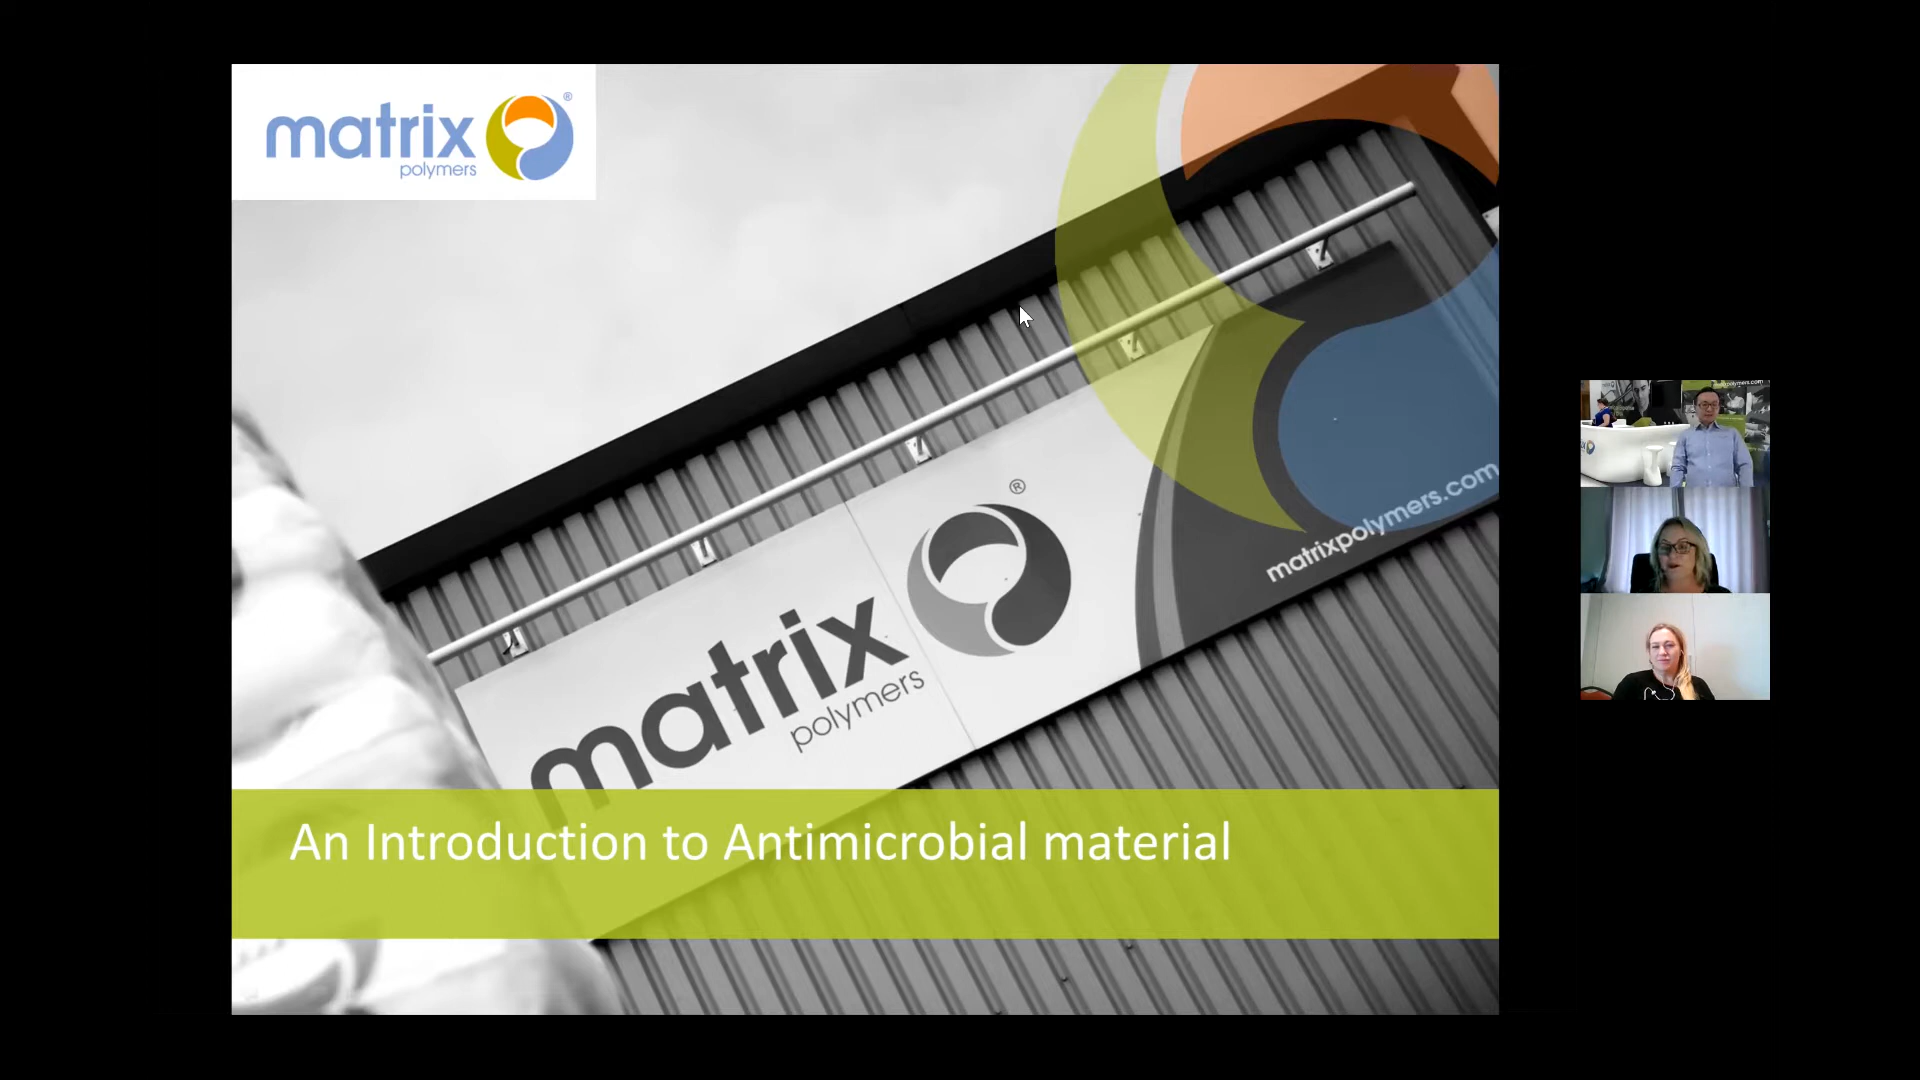 matrix
polymers
®
®
matrixpolymers.com
matrix
polymers
An Introduction to Antimicrobial material